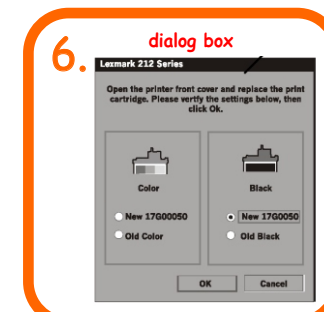 6.
dialog box
Lexmark 212 Series
Open the printer front cover and replace the print
cartridge. Please vertfy the settings below, then
click Ok.
Color
Black
New 17G00050
New 17G0050
Old Color
Old Black
OK
Cancel